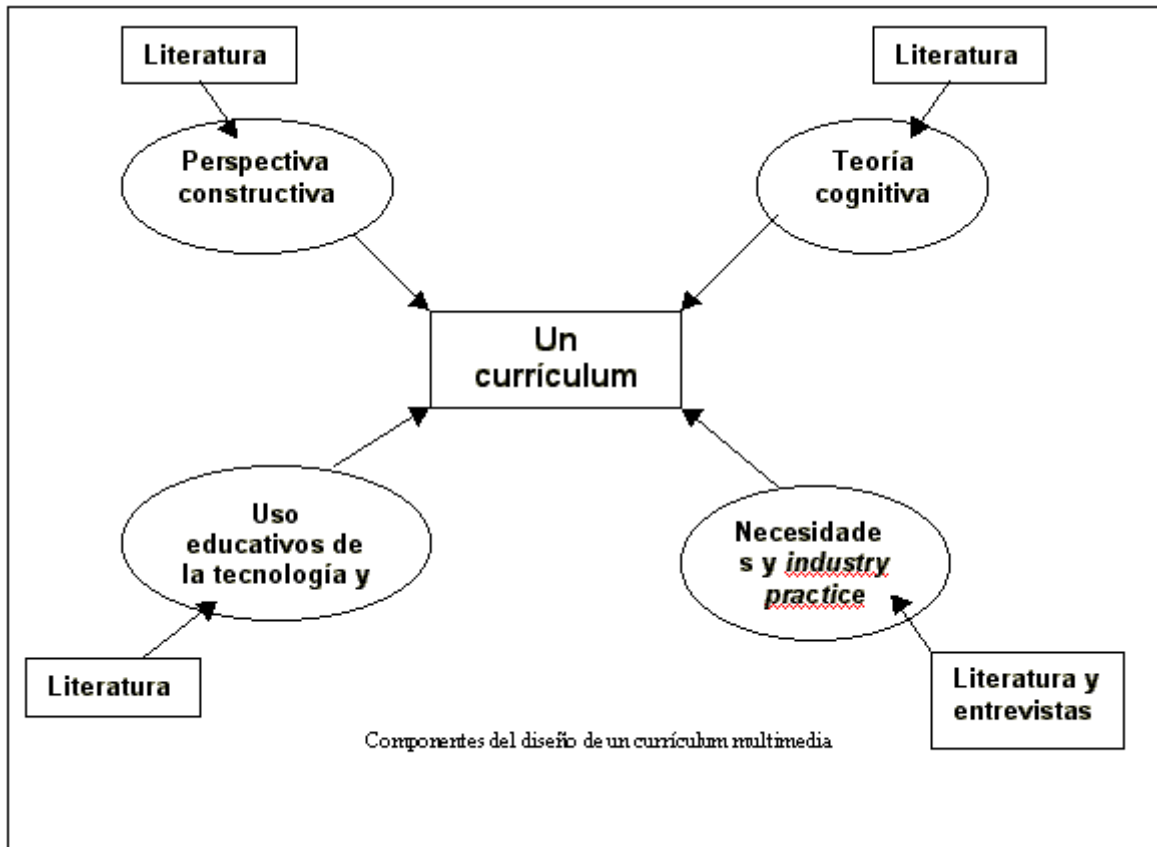 Literatura
Literatura
Perspectiva
constructiva
Teoría
cognitiva
Un
currículum
Uso
educativos de
la tecnología y
Necesidade
s y industry
practice
Literatura
Literatura y
entrevistas
Componentes del diseño de un currículum multimedia